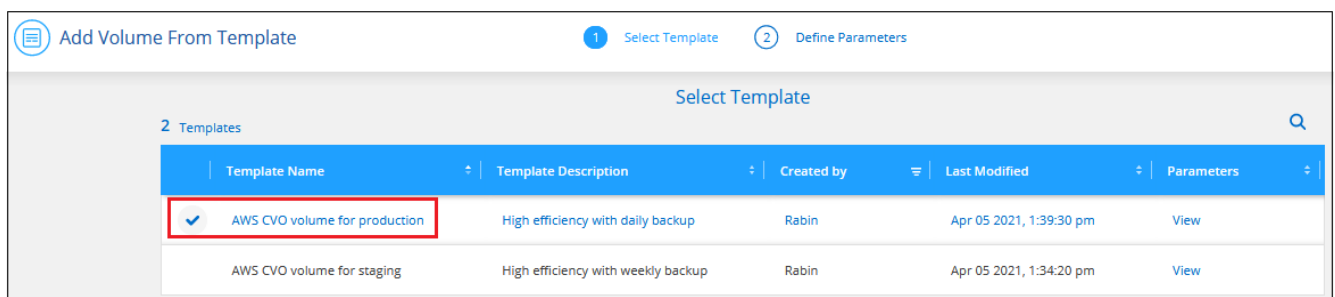 Add Volume From Template
1 Select Template 2 Define Parameters
Select Template
2 Templates
Template Name Template Description Created by Last Modified Parameters
AWS CVO volume for production High efficiency with daily backup Rabin Apr 05 2021, 1:39:30 pm View
AWS CVO volume for staging High efficiency with weekly backup Rabin Apr 05 2021, 1:34:20 pm View